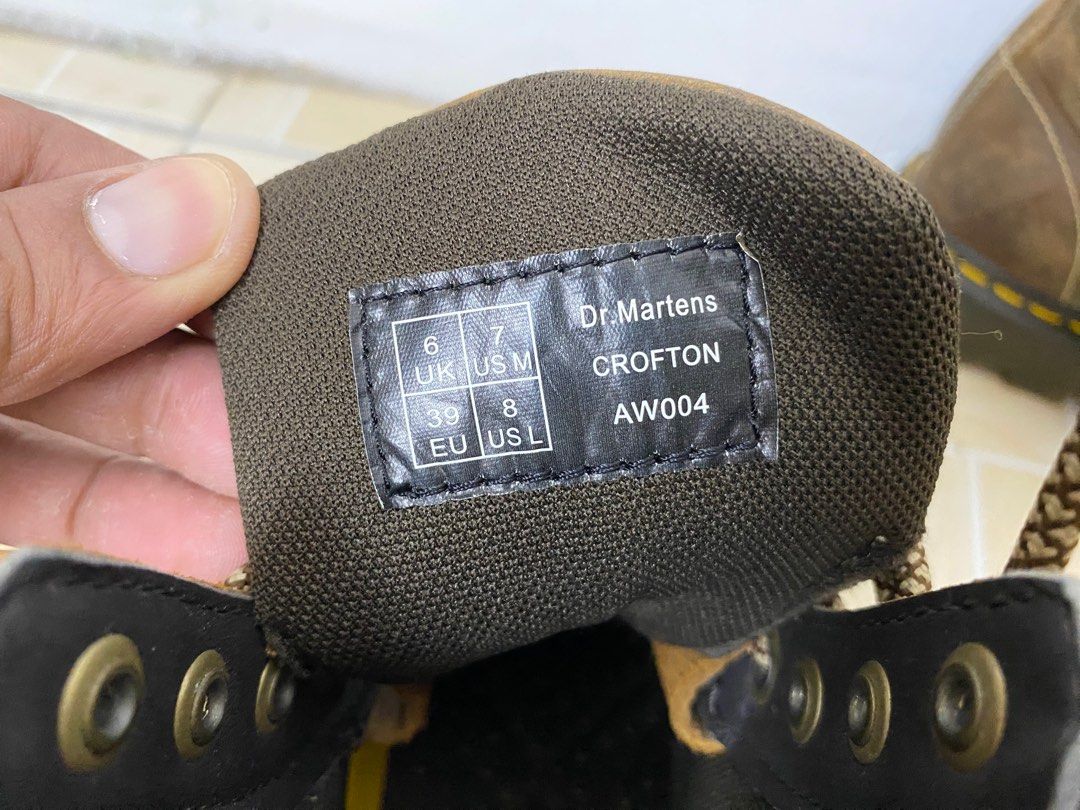 6 UK
7 US M
39 EU
8 US L
Dr.Martens
CROFTON
AW004